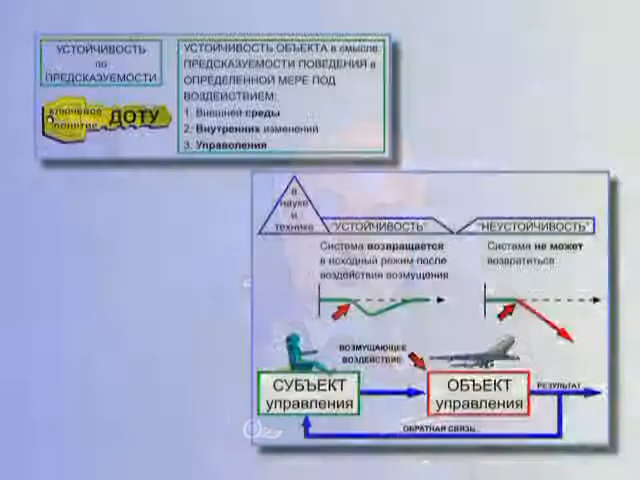 УСТОЙЧИВОСТЬ
по
ПРЕДСКАЗУЕМОСТИ
ключевое
понятие
ДОТУ
УСТОЙЧИВОСТЬ ОБЪЕКТА в смысле
ПРЕДСКАЗУЕМОСТИ ПОВЕДЕНИЯ в
ОПРЕДЕЛЕННОЙ МЕРЕ ПОД
ВОЗДЕЙСТВИЕМ:
1. Внешней среды
2. Внутренних изменений
3. Управления
в
науке
и
технике
"УСТОЙЧИВОСТЬ"
Система возвращается
в исходный режим после
воздействия возмущения
"НЕУСТОЙЧИВОСТЬ"
Система не может
возвратиться
ВОЗМУЩАЮЩЕЕ
ВОЗДЕЙСТВИЕ
СУБЪЕКТ
управления
ОБЪЕКТ
управления
РЕЗУЛЬТАТ
ОБРАТНАЯ СВЯЗЬ